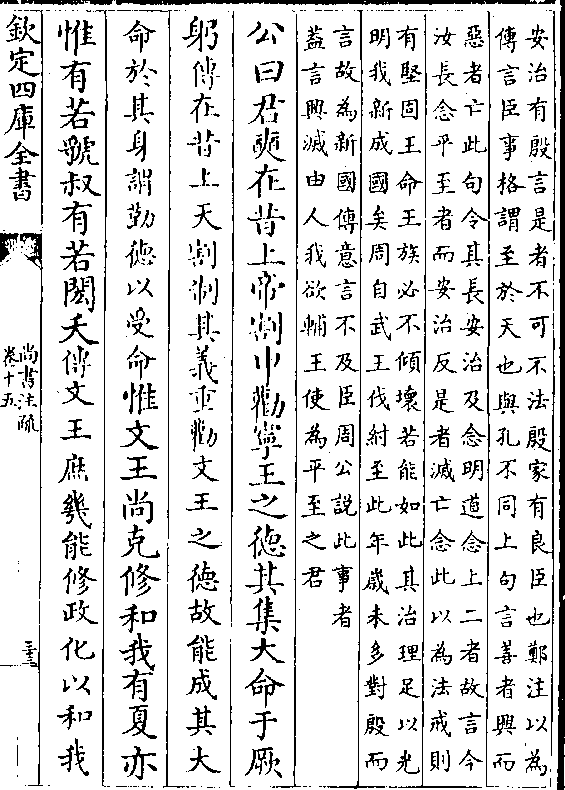 安治有殷言是者不可不法殷家有良臣也鄭注以為
傳言臣事格謂至於天也與孔不同上句言善者興而
惡者亡此句令其長安治及念明道念上二者故言今
汝長念平至者而安治反是者滅亡念此以為法戒則
有堅固王命王族必不傾壞若能如此其治理足以光
明我新成國矣周自武王伐紂至此年歲未多對殷而
言故為新國傳意言不及臣周公說此事者
蓋言興滅由人我欲輔王使為平至之君
公曰君奭在昔上帝割申勸寧王之德其集大命于厥
躬傳在昔上天割制其義重勸文王之德故能成其大
命於其身謂勤德以受命惟文王尚克修和我有夏亦
惟有若虢叔有若閎夭傳文王庶幾能修政化以和我
欽定四庫全書
尚書注疏
卷十五
三十三